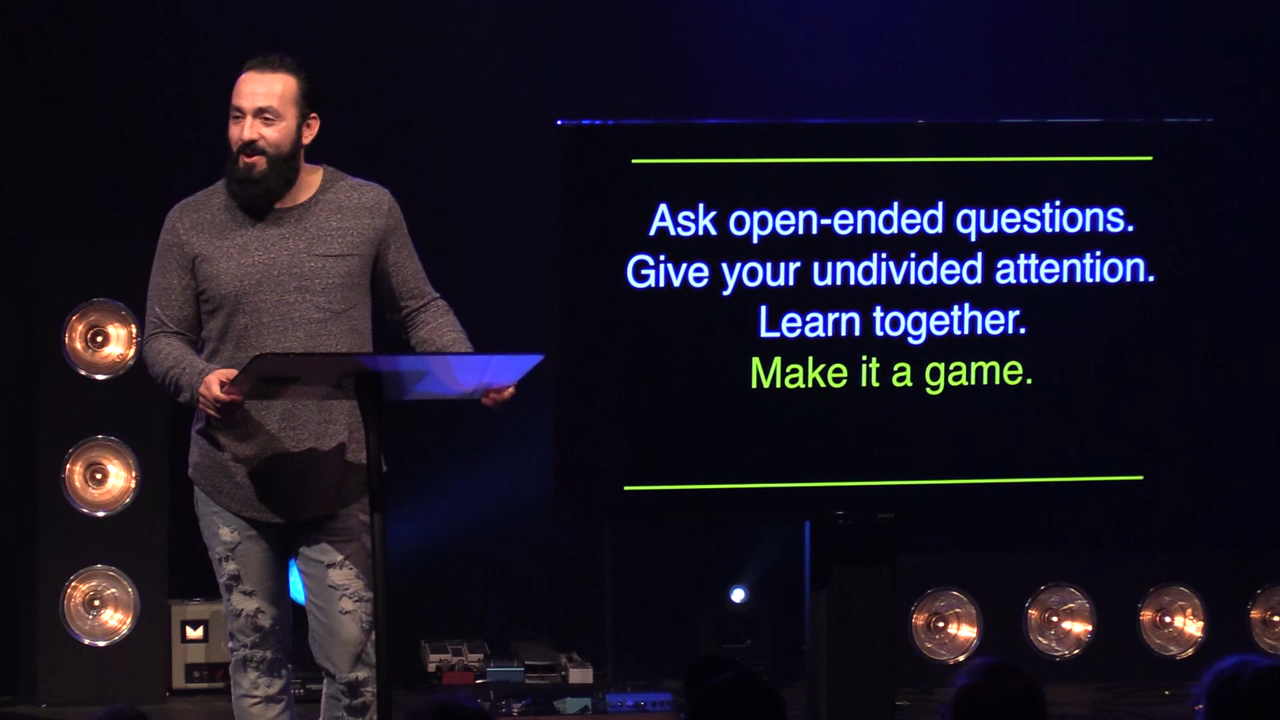 Ask open-ended questions.
Give your undivided attention.
Learn together.
Make it a game.